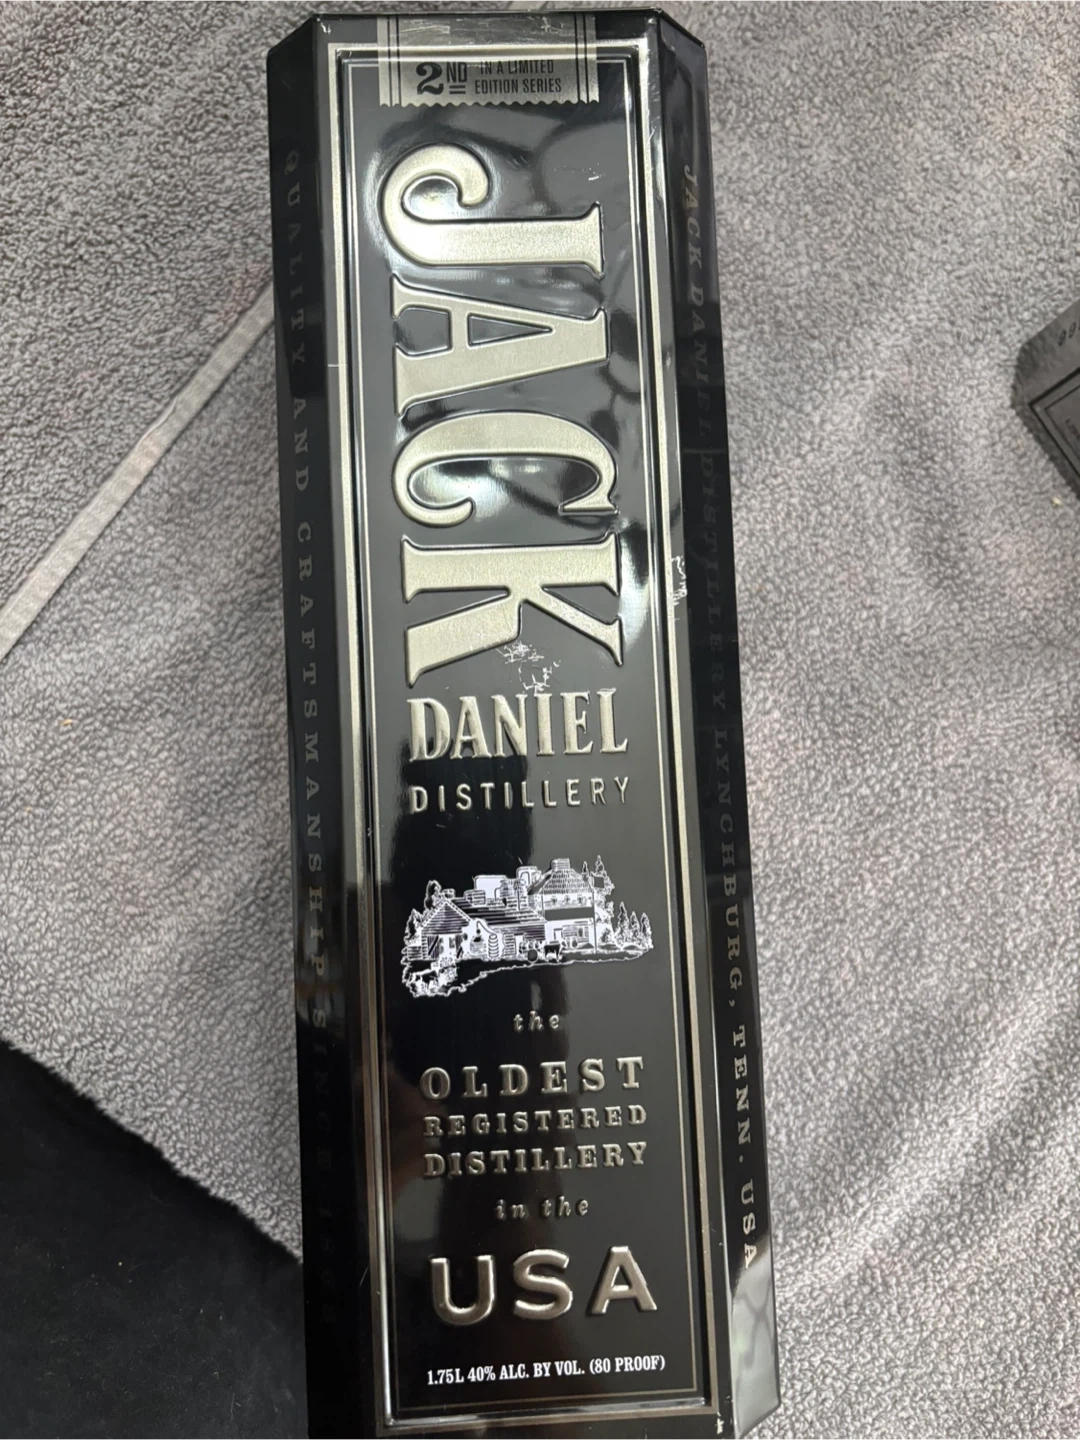 2ND IN A LIMITED
EDITION SERIES
JACK
DANIEL
DISTILLERY
the
OLDEST
REGISTERED
DISTILLERY
in the
USA
1.75L 40% ALC. BY VOL. (80 PROOF)
QUALITY AND CRAFTSMANSHIP SINCE
JACK DANIEL DISTILLERY LYNCHBURG, TENN. USA